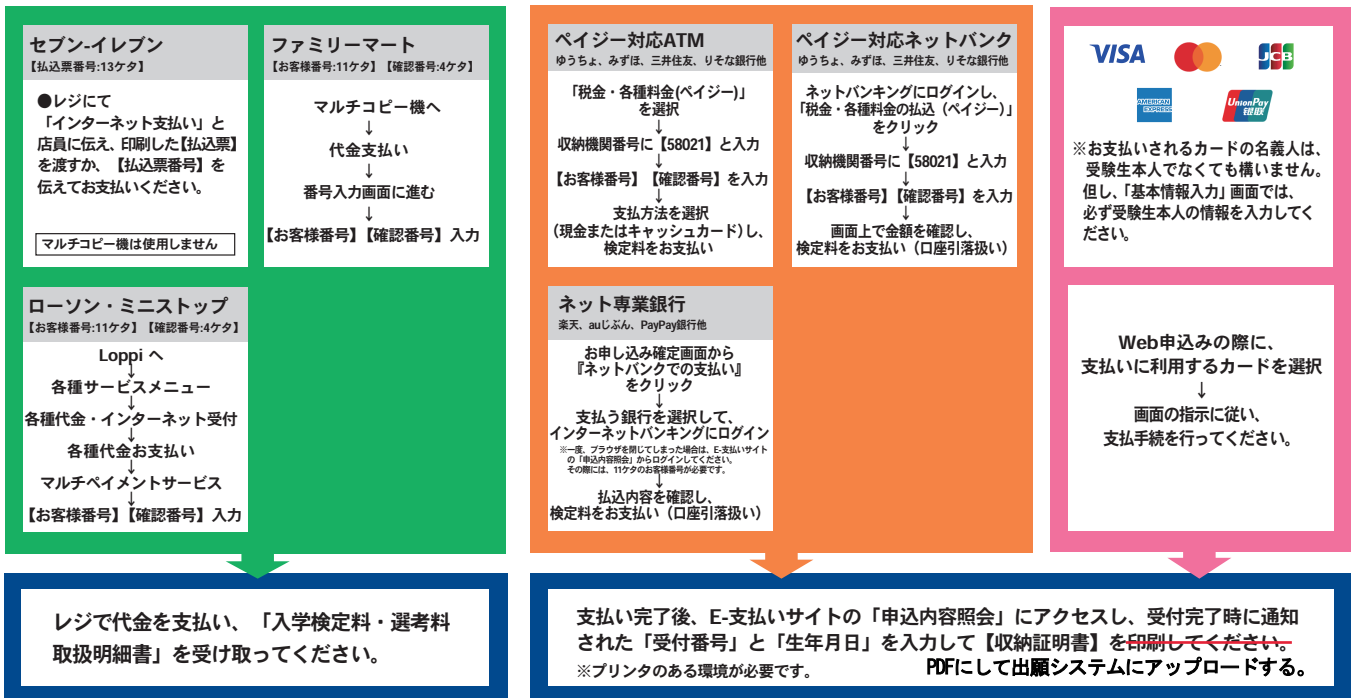 セブン-イレブン
【払込票番号:13ケタ】
●レジにて
「インターネット支払い」と
店員に伝え、印刷した【払込票】
を渡すか、【払込票番号】を
伝えてお支払いください。
マルチコピー機は使用しません
ファミリーマート
【お客様番号:11ケタ】【確認番号:4ケタ】
マルチコピー機へ
↓
代金支払い
↓
番号入力画面に進む
↓
【お客様番号】【確認番号】入力
ローソン・ミニストップ
【お客様番号:11ケタ】【確認番号:4ケタ】
Loppi へ
↓
各種サービスメニュー
↓
各種代金・インターネット受付
↓
各種代金お支払い
↓
マルチペイメントサービス
↓
【お客様番号】【確認番号】入力
ペイジー対応ATM
ゆうちょ、みずほ、三井住友、りそな銀行他
「税金・各種料金(ペイジー)」
を選択
↓
収納機関番号に【58021】と入力
↓
【お客様番号】【確認番号】を入力
↓
支払方法を選択
(現金またはキャッシュカード)し、
検定料をお支払い
ペイジー対応ネットバンク
ゆうちょ、みずほ、三井住友、りそな銀行他
ネットバンキングにログインし、
「税金・各種料金の払込(ペイジー)」
をクリック
↓
収納機関番号に【58021】と入力
↓
【お客様番号】【確認番号】を入力
↓
画面上で金額を確認し、
検定料をお支払い(口座引落扱い)
ネット専業銀行
楽天、auじぶん、PayPay銀行他
お申し込み確定画面から
『ネットバンクでの支払い』
をクリック
↓
支払う銀行を選択して、
インターネットバンキングにログイン
※一度、ブラウザを閉じてしまった場合は、E-支払いサイト
の「申込内容照会」からログインしてください。
その際には、11ケタのお客様番号が必要です。
↓
払込内容を確認し、
検定料をお支払い(口座引落扱い)
VISA
JCB
AMERICAN
EXPRESS
UnionPay
银联
※お支払いされるカードの名義人は、
受験生本人でなくても構いません。
但し、「基本情報入力」画面では、
必ず受験生本人の情報を入力してく
ださい。
Web申込みの際に、
支払いに利用するカードを選択
↓
画面の指示に従い、
支払手続を行ってください。
レジで代金を支払い、「入学検定料・選考料
取扱明細書」を受け取ってください。
支払い完了後、E-支払いサイトの「申込内容照会」にアクセスし、受付完了時に通知
された「受付番号」と「生年月日」を入力して【収納証明書】を印刷してください。
※プリンタのある環境が必要です。
PDFにして出願システムにアップロードする。